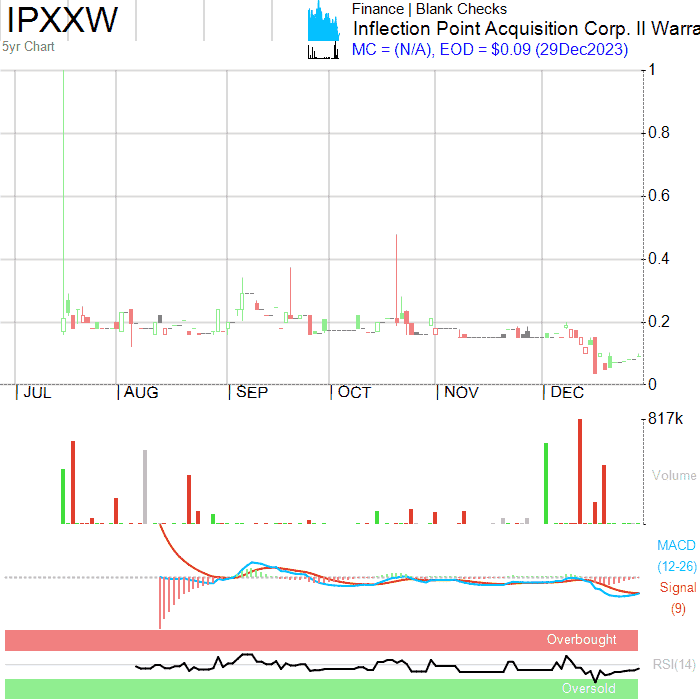 IPXXW
5yr Chart
Finance | Blank Checks
Inflection Point Acquisition Corp. II Warra
MC = (N/A), EOD = $0.09 (29Dec2023)
1
0.8
0.6
0.4
0.2
0
JUL AUG SEP OCT NOV DEC
817k
Volume
MACD
(12-26)
Signal
(9)
Overbought
RSI(14)
Oversold